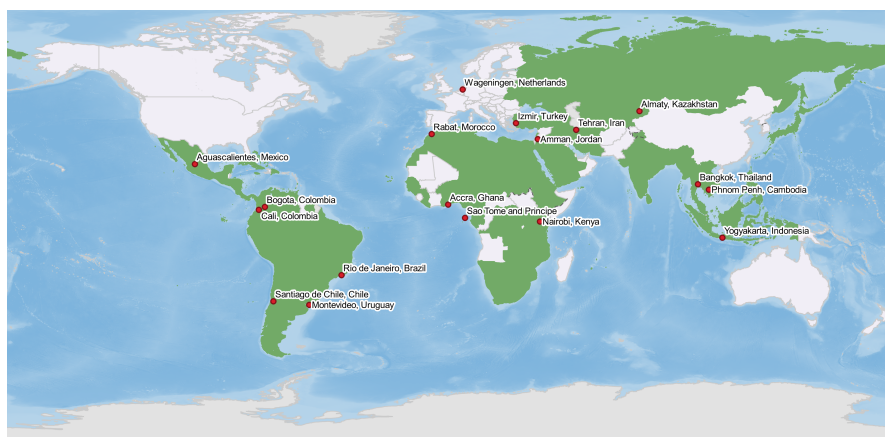 Wageningen, Netherlands
Almaty, Kazakhstan
Izmir, Turkey
Tehran, Iran
Rabat, Morocco
Amman, Jordan
Aguascalientes, Mexico
Bangkok, Thailand
Phnom Penh, Cambodia
Bogota, Colombia
Accra, Ghana
Cali, Colombia
Sao Tome and Principe
Nairobi, Kenya
Yogyakarta, Indonesia
Rio de Janeiro, Brazil
Santiago de Chile, Chile
Montevideo, Uruguay